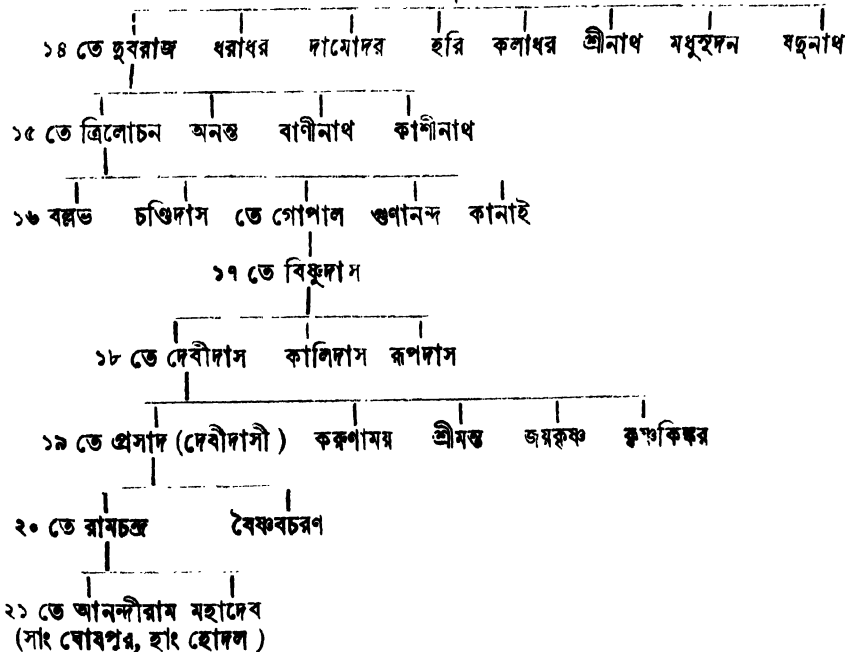 ১৪ তে দুবরাজ ধরাধর দামোদর হরি কলাধর শ্রীনাথ মধুসূদন যদুনাথ
১৫ তে ত্রিলোচন অনন্ত বাণীনাথ কাশীনাথ
১৬ বল্লভ চণ্ডিদাস তে গোপাল গুণানন্দ কানাই
১৭ তে বিষ্ণুদাস
১৮ তে দেবীদাস কালিদাস রূপদাস
১৯ তে প্রসাদ (দেবীদাসী) করুণাময় শ্রীমন্ত জয়কৃষ্ণ কৃষ্ণকিঙ্কর
২০ তে রামচন্দ্র বৈষ্ণবচরণ
২১ তে আনন্দীরাম মহাদেব
(সাং ঘোষপুর, হাং হোদল)